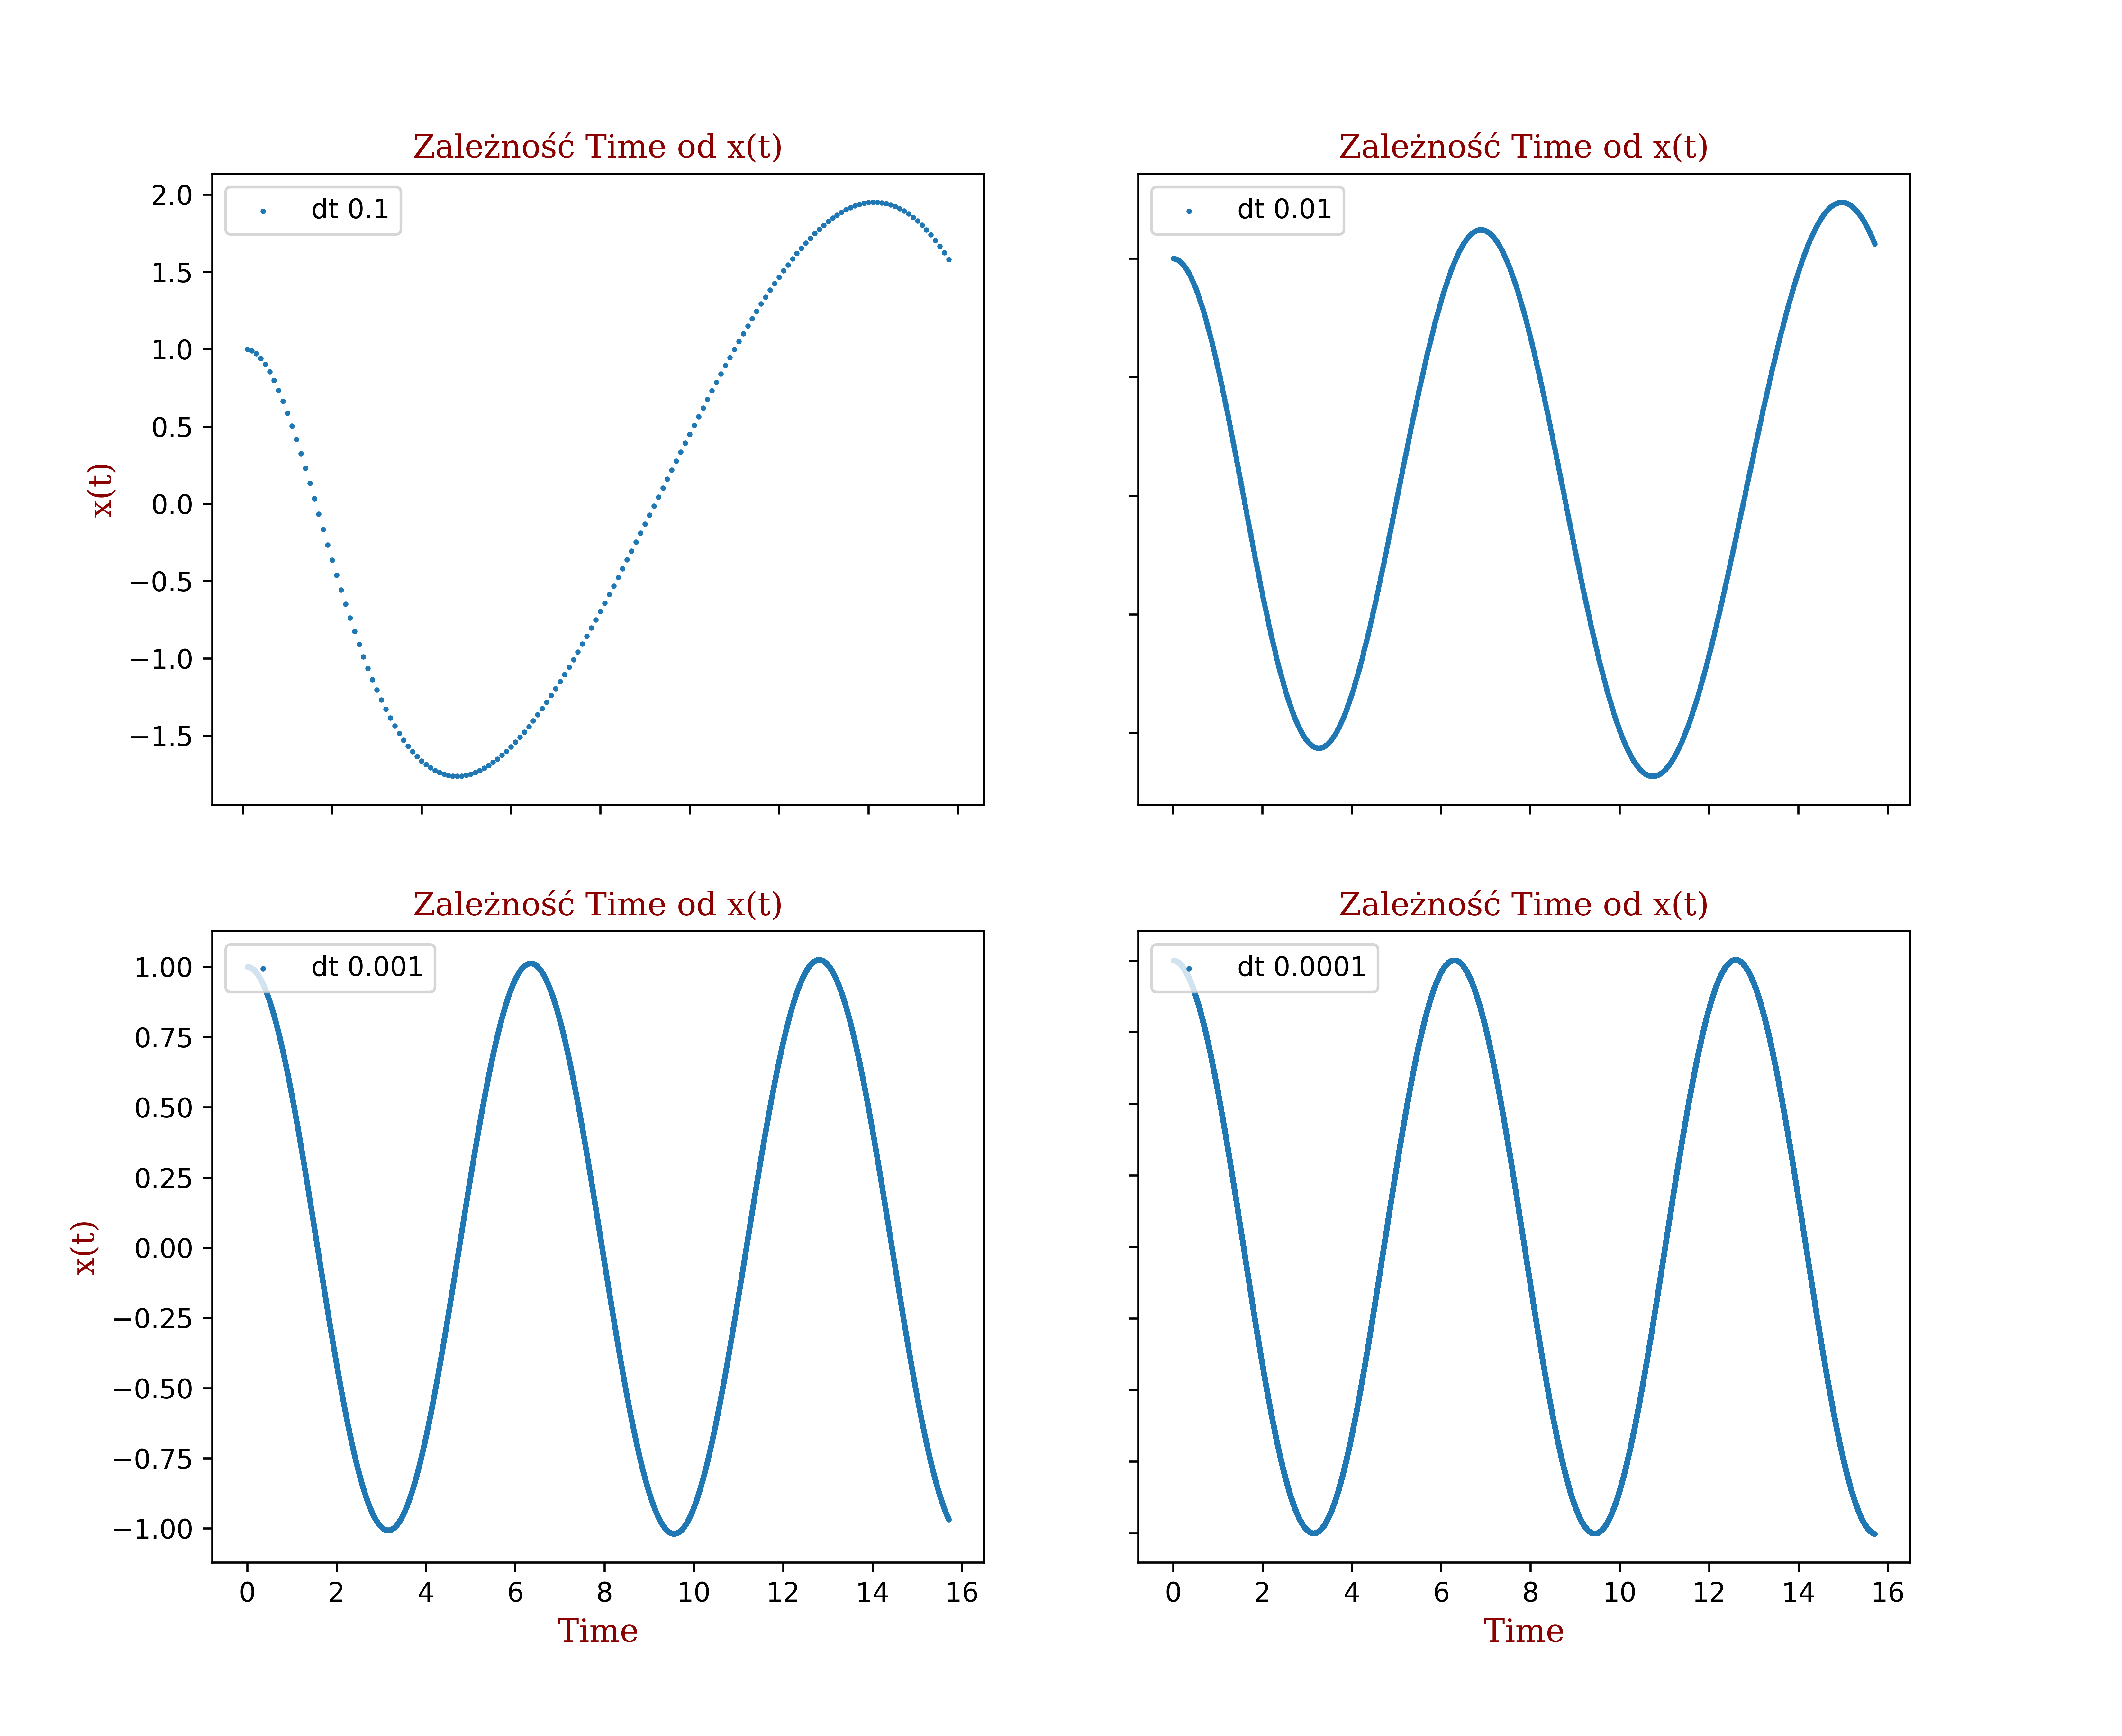 Zależność Time od x(t)
dt 0.1
2.0
1.5
1.0
0.5
0.0
−0.5
−1.0
−1.5
x(t)
Zależność Time od x(t)
dt 0.01
Zależność Time od x(t)
dt 0.001
1.00
0.75
0.50
0.25
0.00
−0.25
−0.50
−0.75
−1.00
x(t)
0 2 4 6 8 10 12 14 16
Time
Zależność Time od x(t)
dt 0.0001
0 2 4 6 8 10 12 14 16
Time